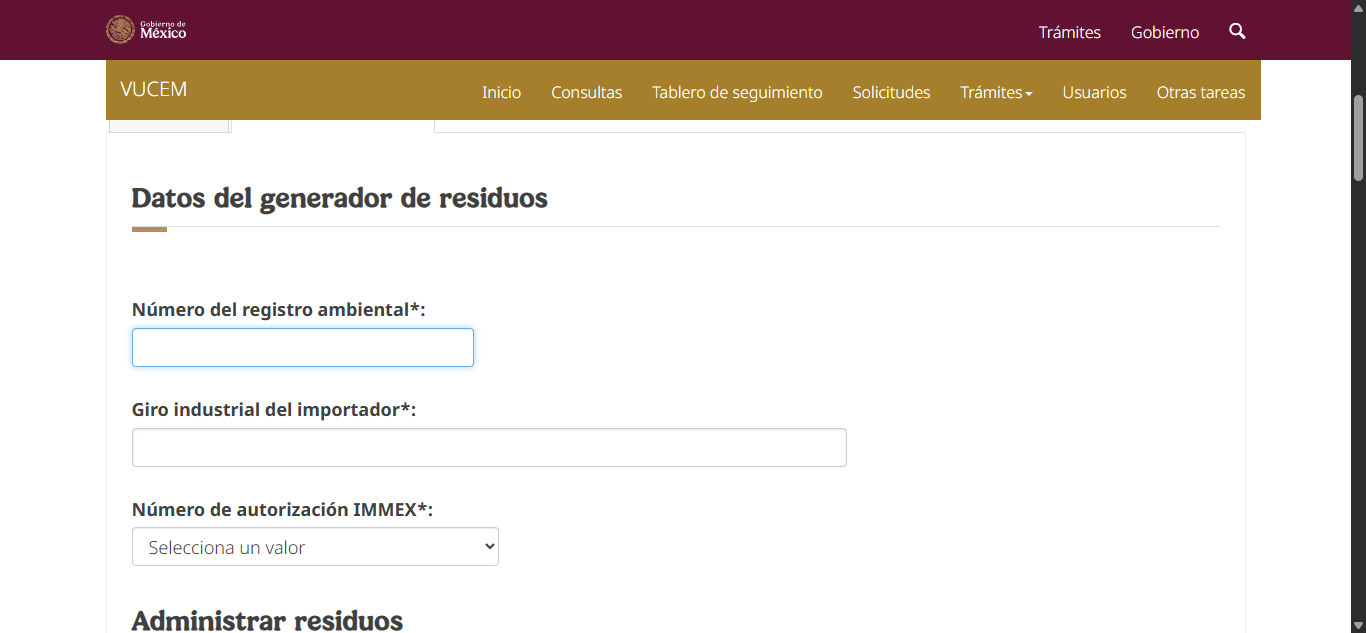 Gobierno de
México
Trámites
Gobierno
VUCEM
Inicio
Consultas
Tablero de seguimiento
Solicitudes
Trámites
Usuarios
Otras tareas
Datos del generador de residuos
Número del registro ambiental*:
Giro industrial del importador*:
Número de autorización IMMEX*:
Selecciona un valor
Administrar residuos